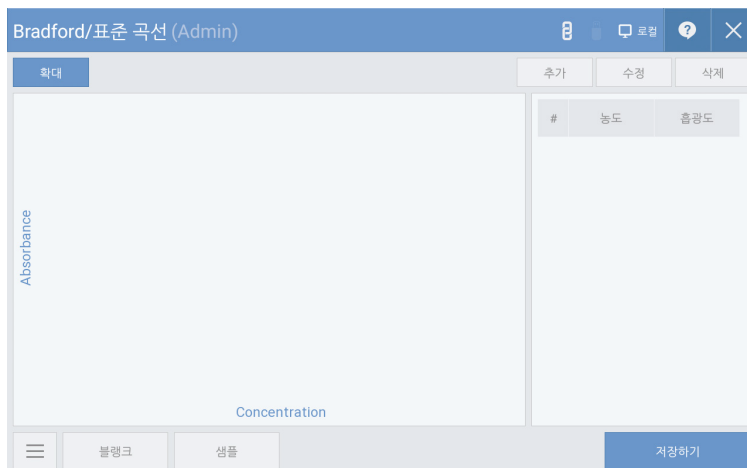 Bradford/표준 곡선 (Admin) 로컬 ?
확대 추가 수정 삭제
# 농도 흡광도
Absorbance
Concentration
블랭크 샘플 저장하기